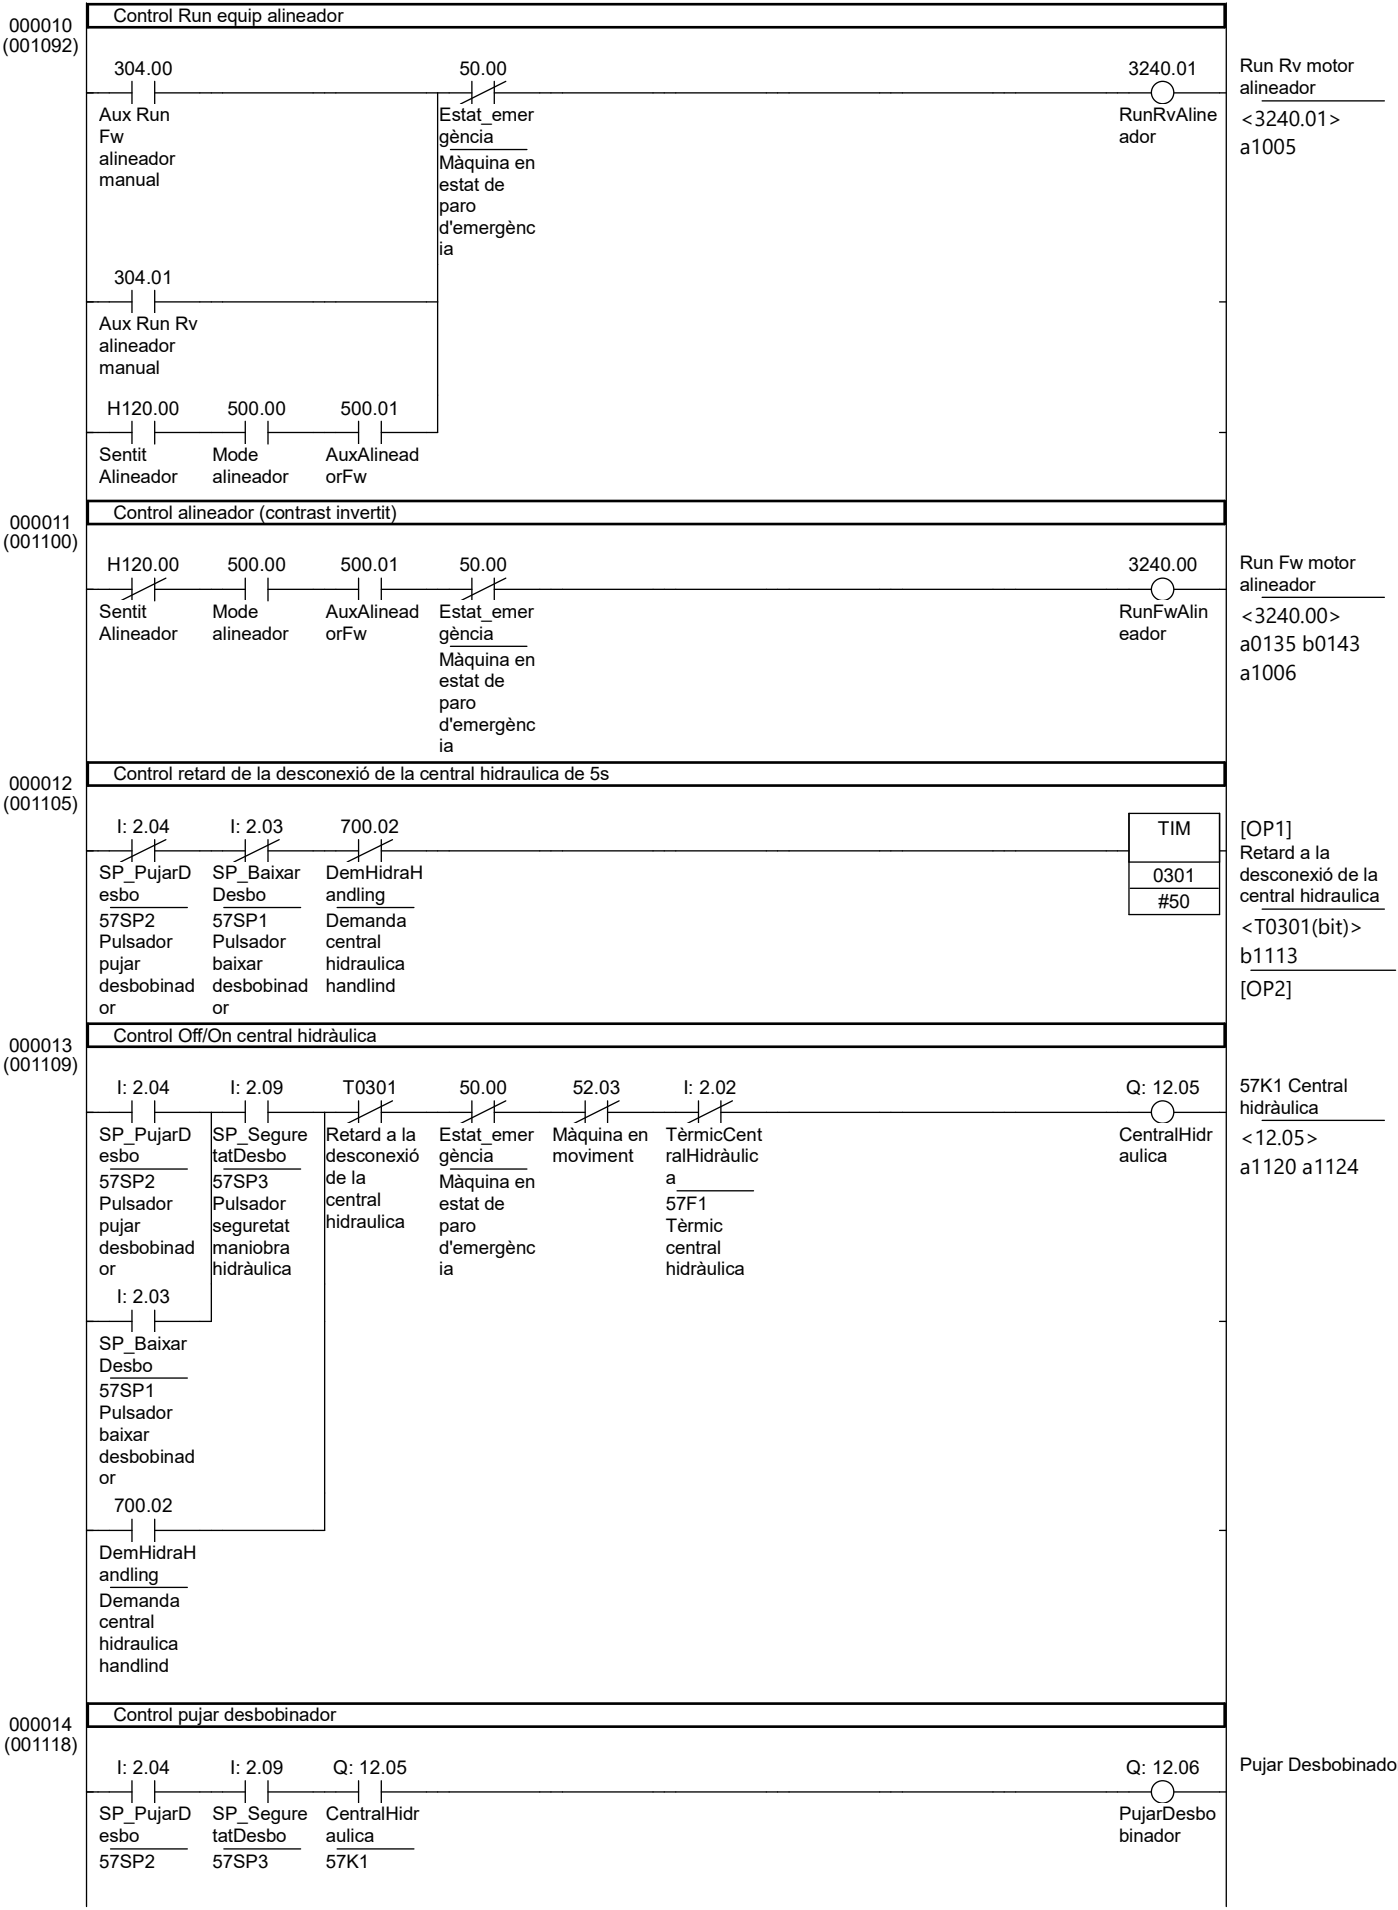 000010
(001092)
Control Run equip alineador
304.00 50.00 3240.01
Aux Run
Fw
alineador
manual
Estat_emer
gència
Màquina en
estat de
paro
d'emergènc
ia
RunRvAline
ador
Run Rv motor
alineador
<3240.01>
a1005
304.01
Aux Run Rv
alineador
manual
H120.00 500.00 500.01
Sentit
Alineador
Mode
alineador
AuxAlinead
orFw
000011
(001100)
Control alineador (contrast invertit)
H120.00 500.00 500.01 50.00 3240.00
Sentit
Alineador
Mode
alineador
AuxAlinead
orFw
Estat_emer
gència
Màquina en
estat de
paro
d'emergènc
ia
RunFwAlin
eador
Run Fw motor
alineador
<3240.00>
a0135 b0143
a1006
000012
(001105)
Control retard de la desconexió de la central hidraulica de 5s
I: 2.04 I: 2.03 700.02
SP_PujarD
esbo
57SP2
Pulsador
pujar
desbobinad
or
SP_Baixar
Desbo
57SP1
Pulsador
baixar
desbobinad
or
DemHidraH
andling
Demanda
central
hidraulica
handlind
TIM
0301
#50
[OP1]
Retard a la
desconexió de la
central hidraulica
<T0301(bit)>
b1113
[OP2]
000013
(001109)
Control Off/On central hidràulica
I: 2.04 I: 2.09 T0301 50.00 52.03 I: 2.02 Q: 12.05
SP_PujarD
esbo
57SP2
Pulsador
pujar
desbobinad
or
SP_Segure
tatDesbo
57SP3
Pulsador
seguretat
maniobra
hidràulica
Retard a la
desconexió
de la
central
hidraulica
Estat_emer
gència
Màquina en
estat de
paro
d'emergènc
ia
Màquina en
moviment
TèrmicCent
ralHidràulic
a
57F1
Tèrmic
central
hidràulica
CentralHidr
aulica
57K1 Central
hidràulica
<12.05>
a1120 a1124
I: 2.03
SP_Baixar
Desbo
57SP1
Pulsador
baixar
desbobinad
or
700.02
DemHidraH
andling
Demanda
central
hidraulica
handlind
000014
(001118)
Control pujar desbobinador
I: 2.04 I: 2.09 Q: 12.05 Q: 12.06
SP_PujarD
esbo
57SP2
SP_Segure
tatDesbo
57SP3
CentralHidr
aulica
57K1
PujarDesbo
binador
Pujar Desbobinado